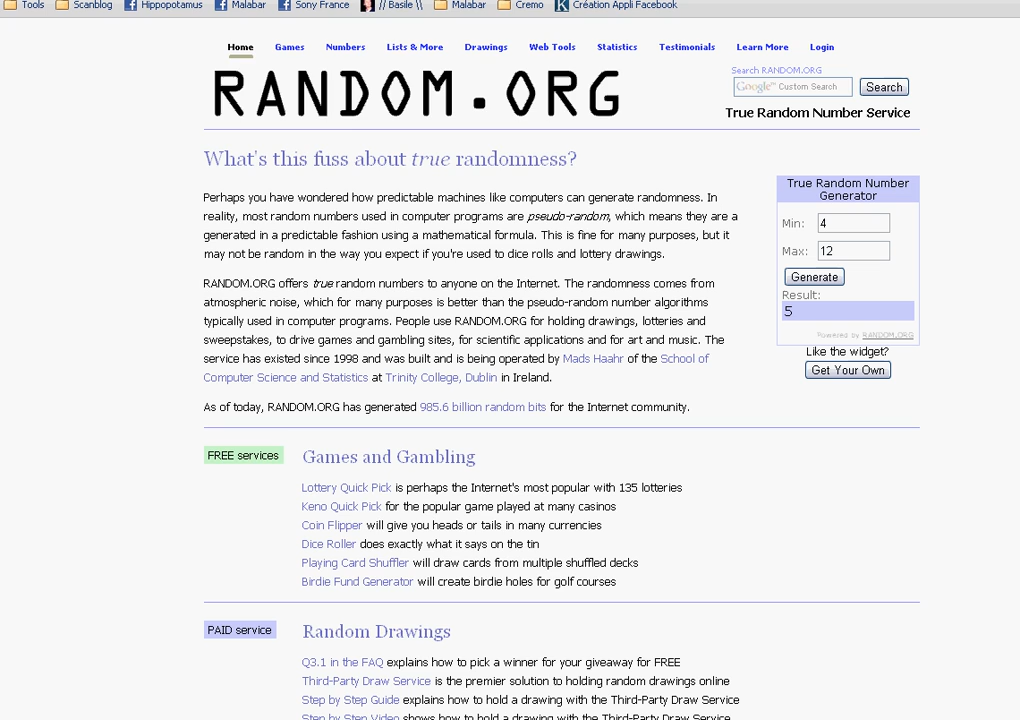 Tools Scanblog Hippopotamus Malabar Sony France // Basile \\ Malabar Cremo Création Appli Facebook
Home Games Numbers Lists & More Drawings Web Tools Statistics Testimonials Learn More Login
RANDOM.ORG
Search RANDOM.ORG
Google™ Custom Search Search
True Random Number Service
What's this fuss about true randomness?
Perhaps you have wondered how predictable machines like computers can generate randomness. In
reality, most random numbers used in computer programs are pseudo-random, which means they are a
generated in a predictable fashion using a mathematical formula. This is fine for many purposes, but it
may not be random in the way you expect if you're used to dice rolls and lottery drawings.
RANDOM.ORG offers true random numbers to anyone on the Internet. The randomness comes from
atmospheric noise, which for many purposes is better than the pseudo-random number algorithms
typically used in computer programs. People use RANDOM.ORG for holding drawings, lotteries and
sweepstakes, to drive games and gambling sites, for scientific applications and for art and music. The
service has existed since 1998 and was built and is being operated by Mads Haahr of the School of
Computer Science and Statistics at Trinity College, Dublin in Ireland.
As of today, RANDOM.ORG has generated 985.6 billion random bits for the Internet community.
True Random Number
Generator
Min: 4
Max: 12
Generate
Result:
5
Powered by RANDOM.ORG
Like the widget?
Get Your Own
FREE services
Games and Gambling
Lottery Quick Pick is perhaps the Internet's most popular with 135 lotteries
Keno Quick Pick for the popular game played at many casinos
Coin Flipper will give you heads or tails in many currencies
Dice Roller does exactly what it says on the tin
Playing Card Shuffler will draw cards from multiple shuffled decks
Birdie Fund Generator will create birdie holes for golf courses
PAID service
Random Drawings
Q3.1 in the FAQ explains how to pick a winner for your giveaway for FREE
Third-Party Draw Service is the premier solution to holding random drawings online
Step by Step Guide explains how to hold a drawing with the Third-Party Draw Service
Step by Step Video shows how to hold a drawing with the Third-Party Draw Service